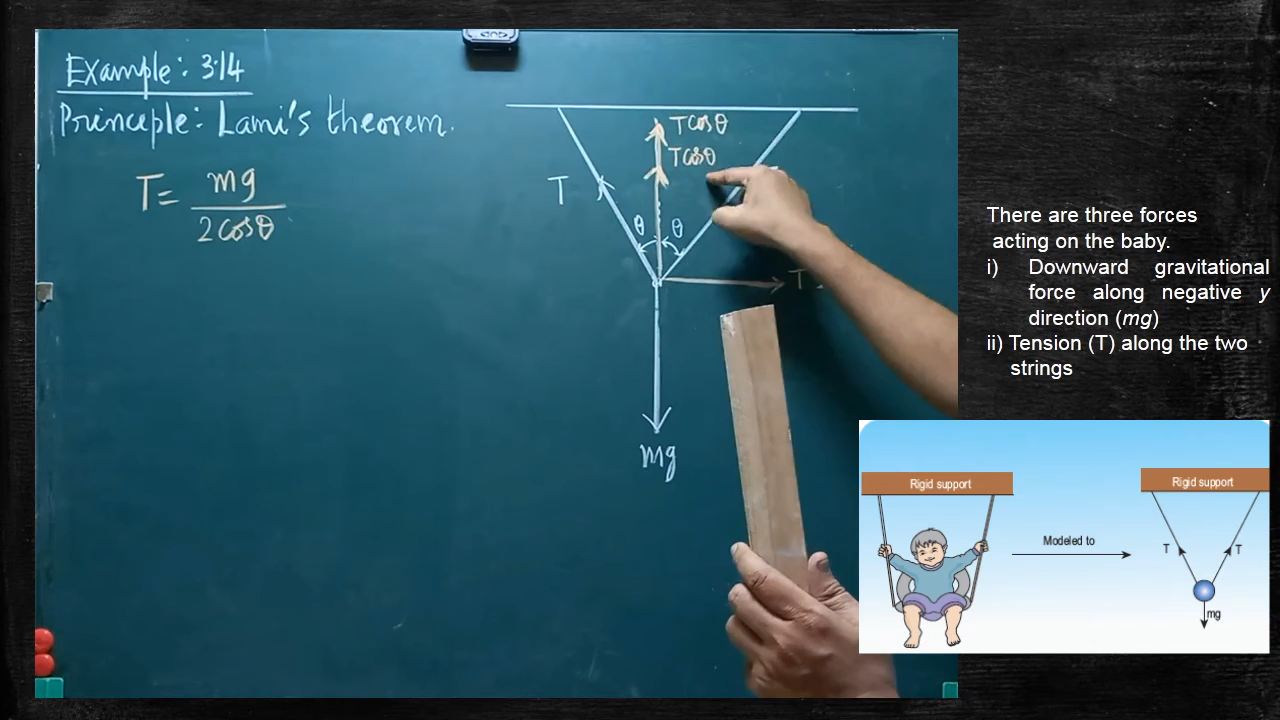 Example: 3.14
Principle: Lami's theorem.
T = mg
2cosθ
Tcosθ
Tcosθ
T
θ
θ
T
mg
There are three forces
acting on the baby.
i) Downward gravitational
force along negative y
direction (mg)
ii) Tension (T) along the two
strings
Rigid support
Rigid support
Modeled to
T
T
mg